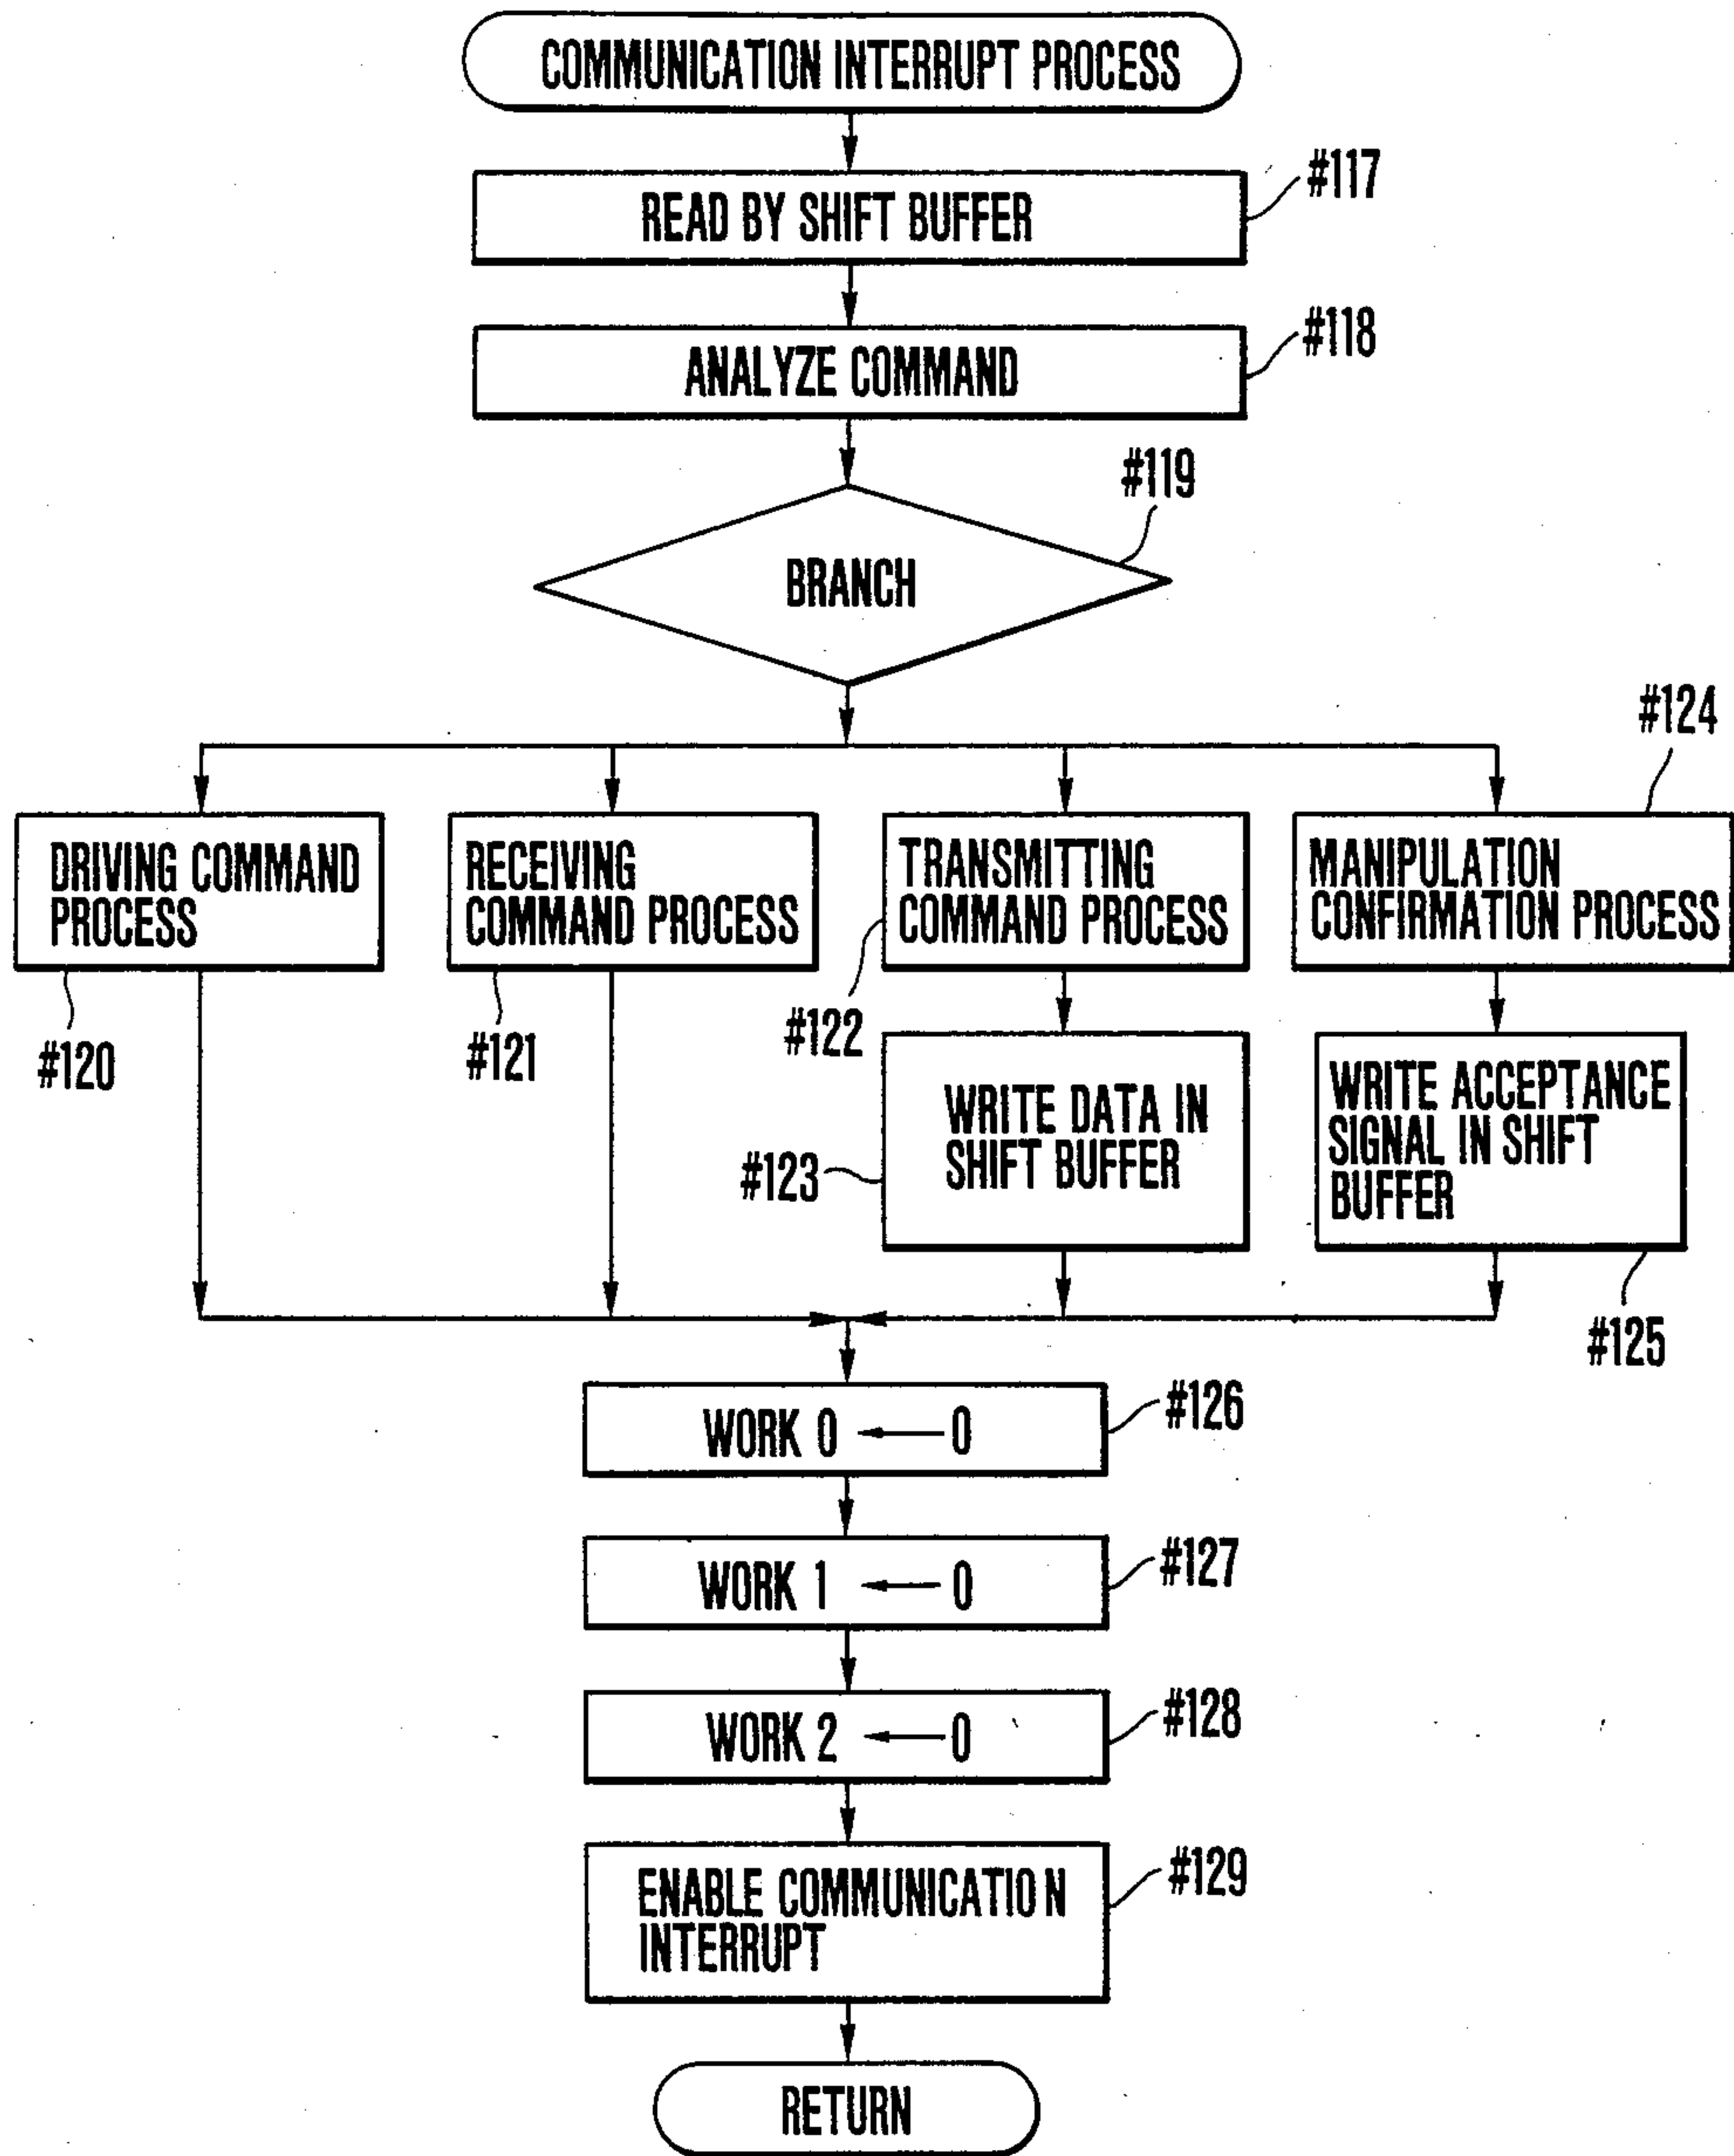 COMMUNICATION INTERRUPT PROCESS
READ BY SHIFT BUFFER
#117
ANALYZE COMMAND
#118
#119
BRANCH
#124
DRIVING COMMAND
PROCESS
#120
RECEIVING
COMMAND PROCESS
#121
TRANSMITTING
COMMAND PROCESS
#122
MANIPULATION
CONFIRMATION PROCESS
WRITE DATA IN
SHIFT BUFFER
#123
WRITE ACCEPTANCE
SIGNAL IN SHIFT
BUFFER
#125
WORK 0 ← 0
#126
WORK 1 ← 0
#127
WORK 2 ← 0
#128
ENABLE COMMUNICATION
INTERRUPT
#129
RETURN